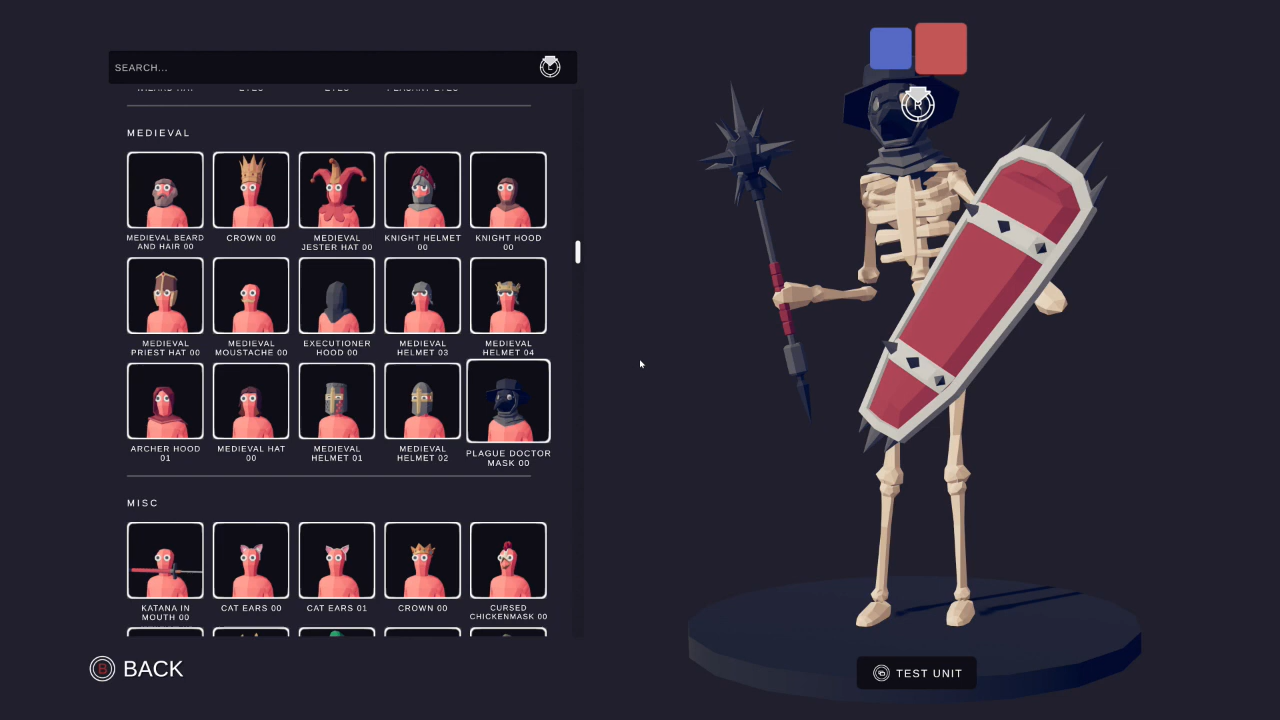 SEARCH...
L
R
MEDIEVAL
MEDIEVAL BEARD
AND HAIR 00
CROWN 00
MEDIEVAL
JESTER HAT 00
KNIGHT HELMET
00
KNIGHT HOOD
00
MEDIEVAL
PRIEST HAT 00
MEDIEVAL
MOUSTACHE 00
EXECUTIONER
HOOD 00
MEDIEVAL
HELMET 03
MEDIEVAL
HELMET 04
ARCHER HOOD
01
MEDIEVAL HAT
00
MEDIEVAL
HELMET 01
MEDIEVAL
HELMET 02
PLAGUE DOCTOR
MASK 00
MISC
KATANA IN
MOUTH 00
CAT EARS 00
CAT EARS 01
CROWN 00
CURSED
CHICKENMASK 00
B BACK
TEST UNIT